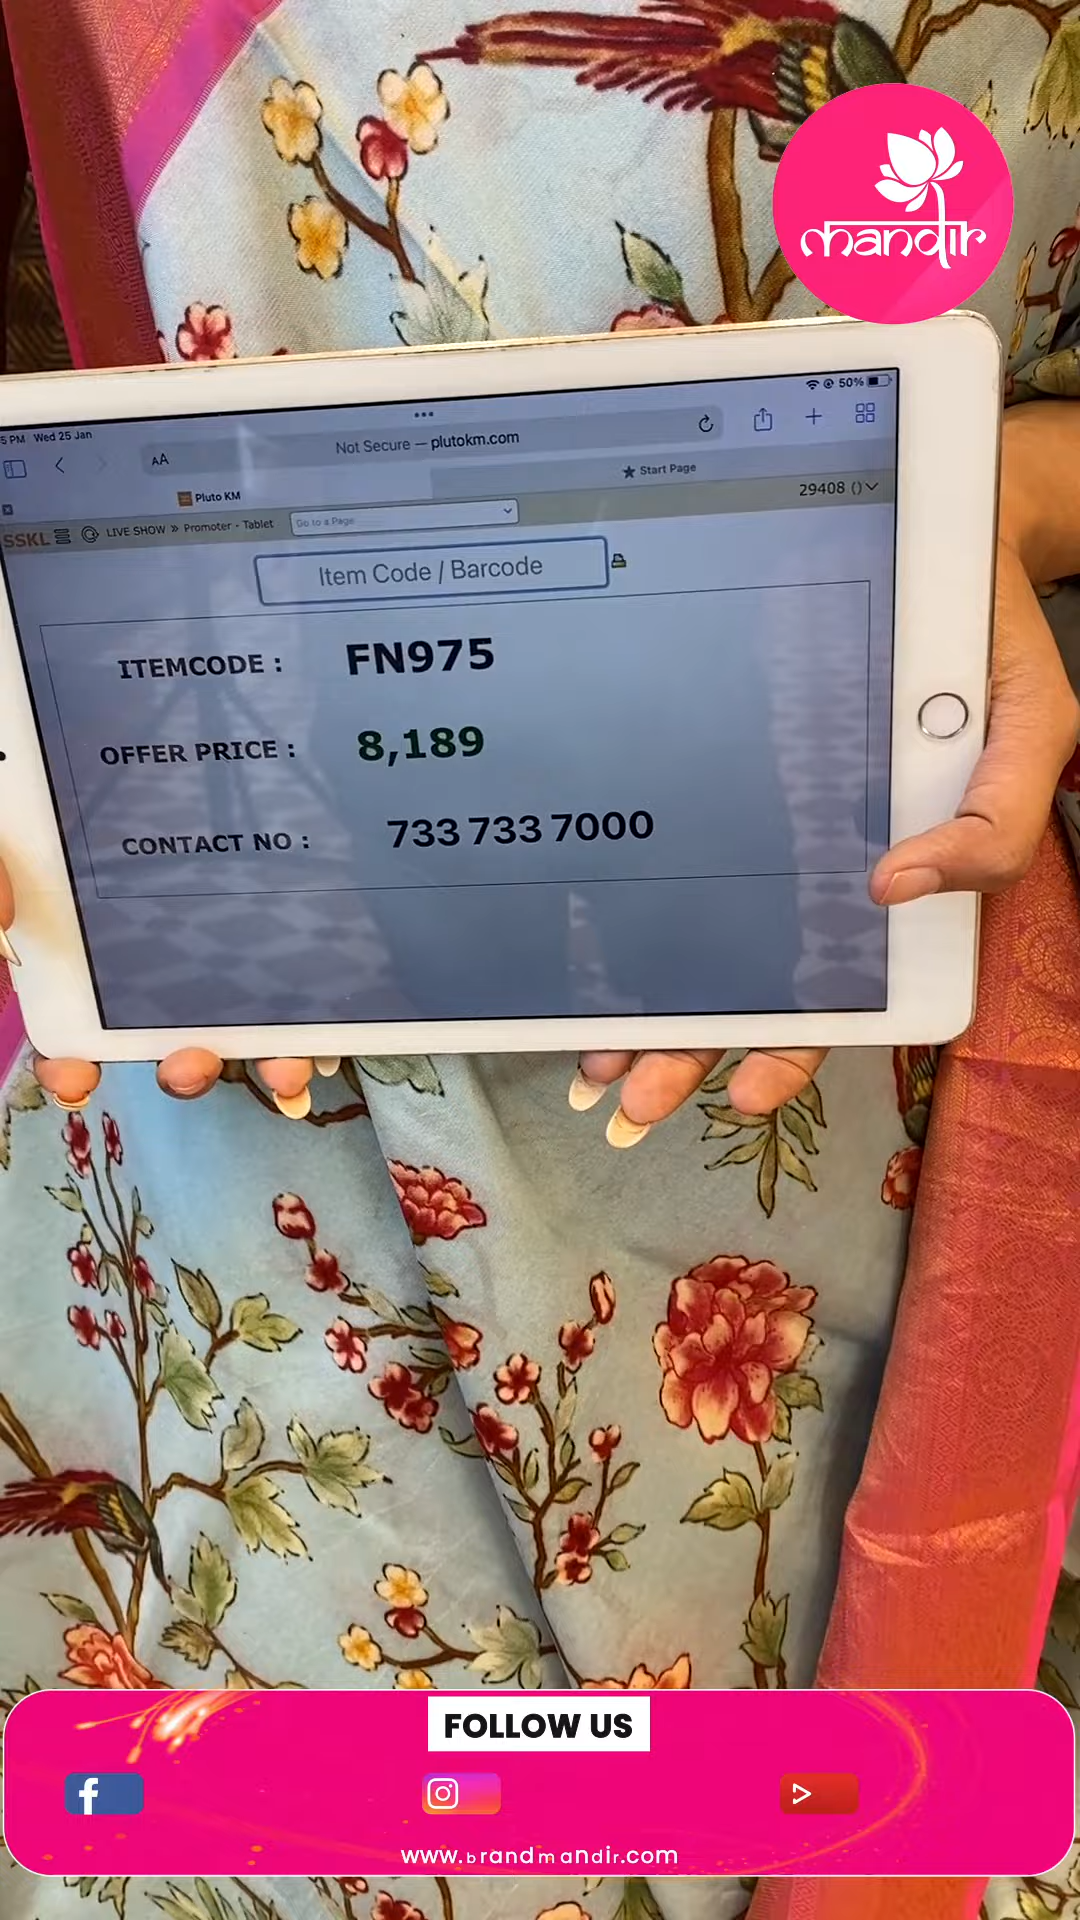 mandir
5 PM Wed 25 Jan
50%
AA
Not Secure — plutokm.com
Pluto KM
Start Page
SSKL
LIVE SHOW » Promoter - Tablet
Go to a Page
29408 ()
Item Code / Barcode
ITEMCODE : FN975
OFFER PRICE : 8,189
CONTACT NO : 733 733 7000
FOLLOW US
www.brandmandir.com